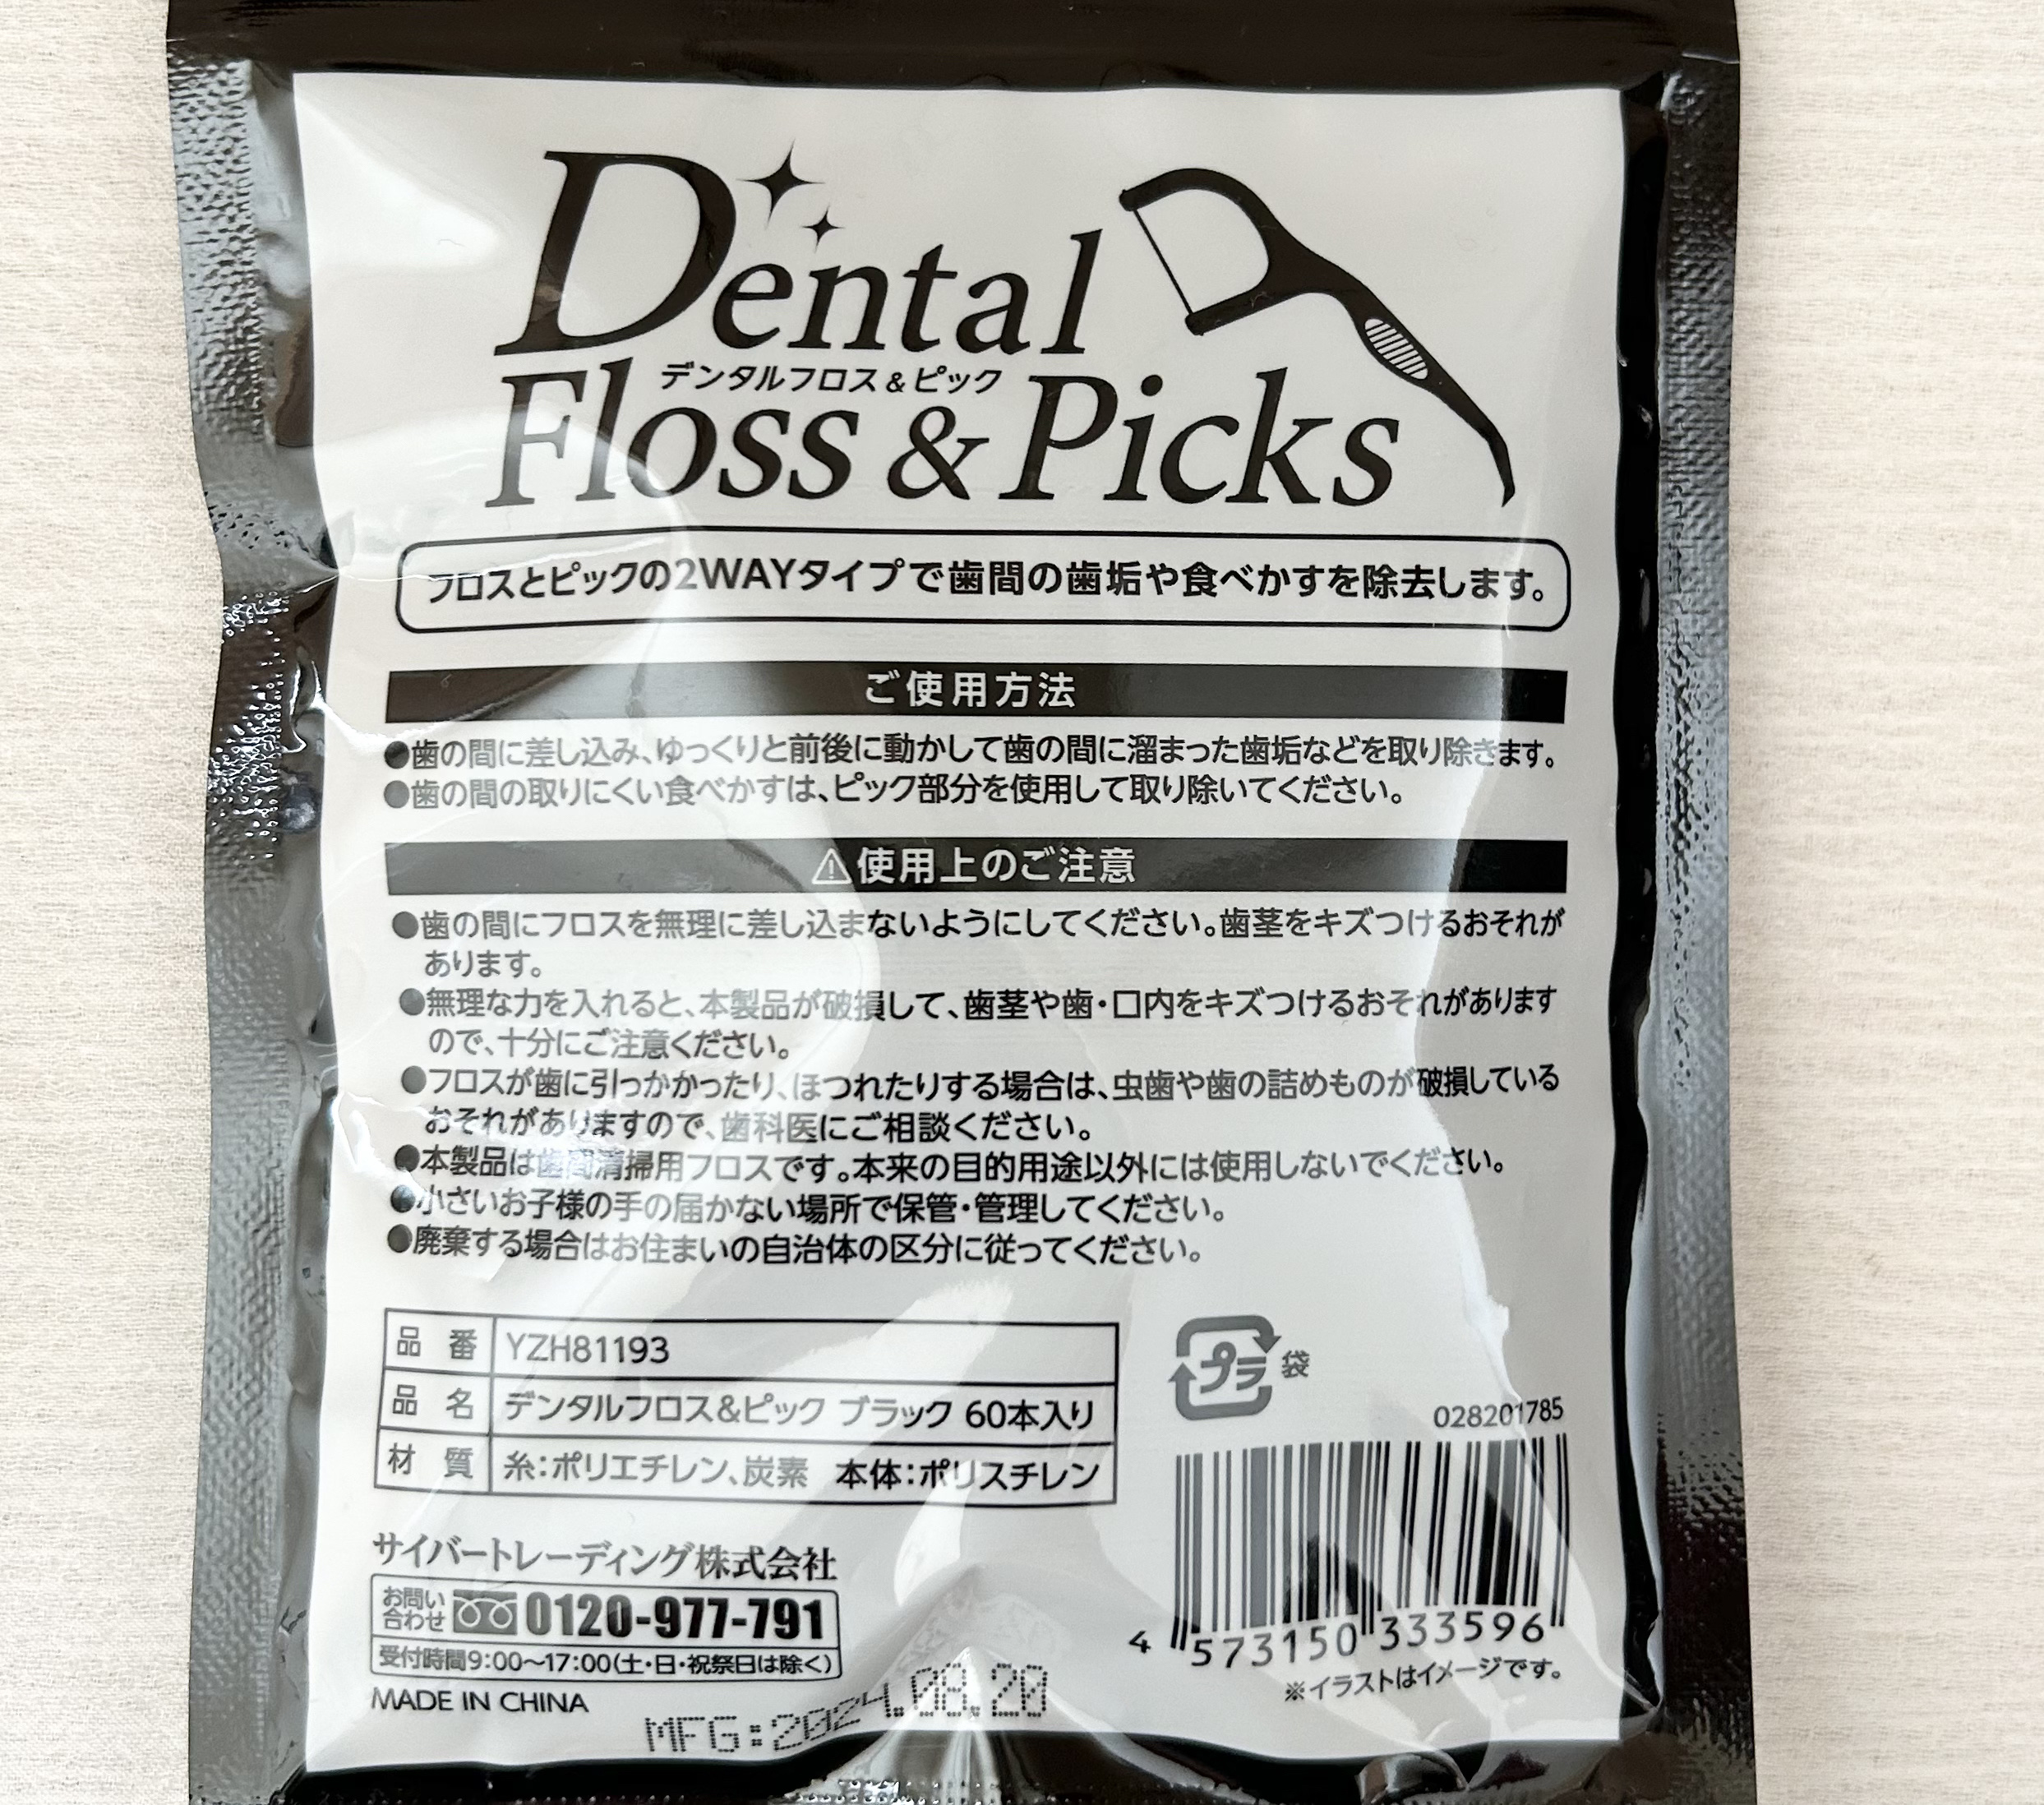 Dental
デンタルフロス&ピック
Floss & Picks
フロスとピックの2WAYタイプで歯間の歯垢や食べかすを除去します。
ご使用方法
●歯の間に差し込み、ゆっくりと前後に動かして歯の間に溜まった歯垢などを取り除きます。
●歯の間の取りにくい食べかすは、ピック部分を使用して取り除いてください。
⚠使用上のご注意
●歯の間にフロスを無理に差し込まないようにしてください。歯茎をキズつけるおそれが
あります。
●無理な力を入れると、本製品が破損して、歯茎や歯・口内をキズつけるおそれがあります
ので、十分にご注意ください。
●フロスが歯に引っかかったり、ほつれたりする場合は、虫歯や歯の詰めものが破損している
おそれがありますので、歯科医にご相談ください。
●本製品は歯間清掃用フロスです。本来の目的用途以外には使用しないでください。
●小さいお子様の手の届かない場所で保管・管理してください。
●廃棄する場合はお住まいの自治体の区分に従ってください。
品番 YZH81193
品名 デンタルフロス&ピック ブラック 60本入り
材質 糸:ポリエチレン、炭素 本体:ポリスチレン
プラ 袋
028201785
4 573150 333596
※イラストはイメージです。
サイバートレーディング株式会社
お問い合わせ 0120-977-791
受付時間9:00〜17:00(土・日・祝祭日は除く)
MADE IN CHINA
MFG:2024.08.20